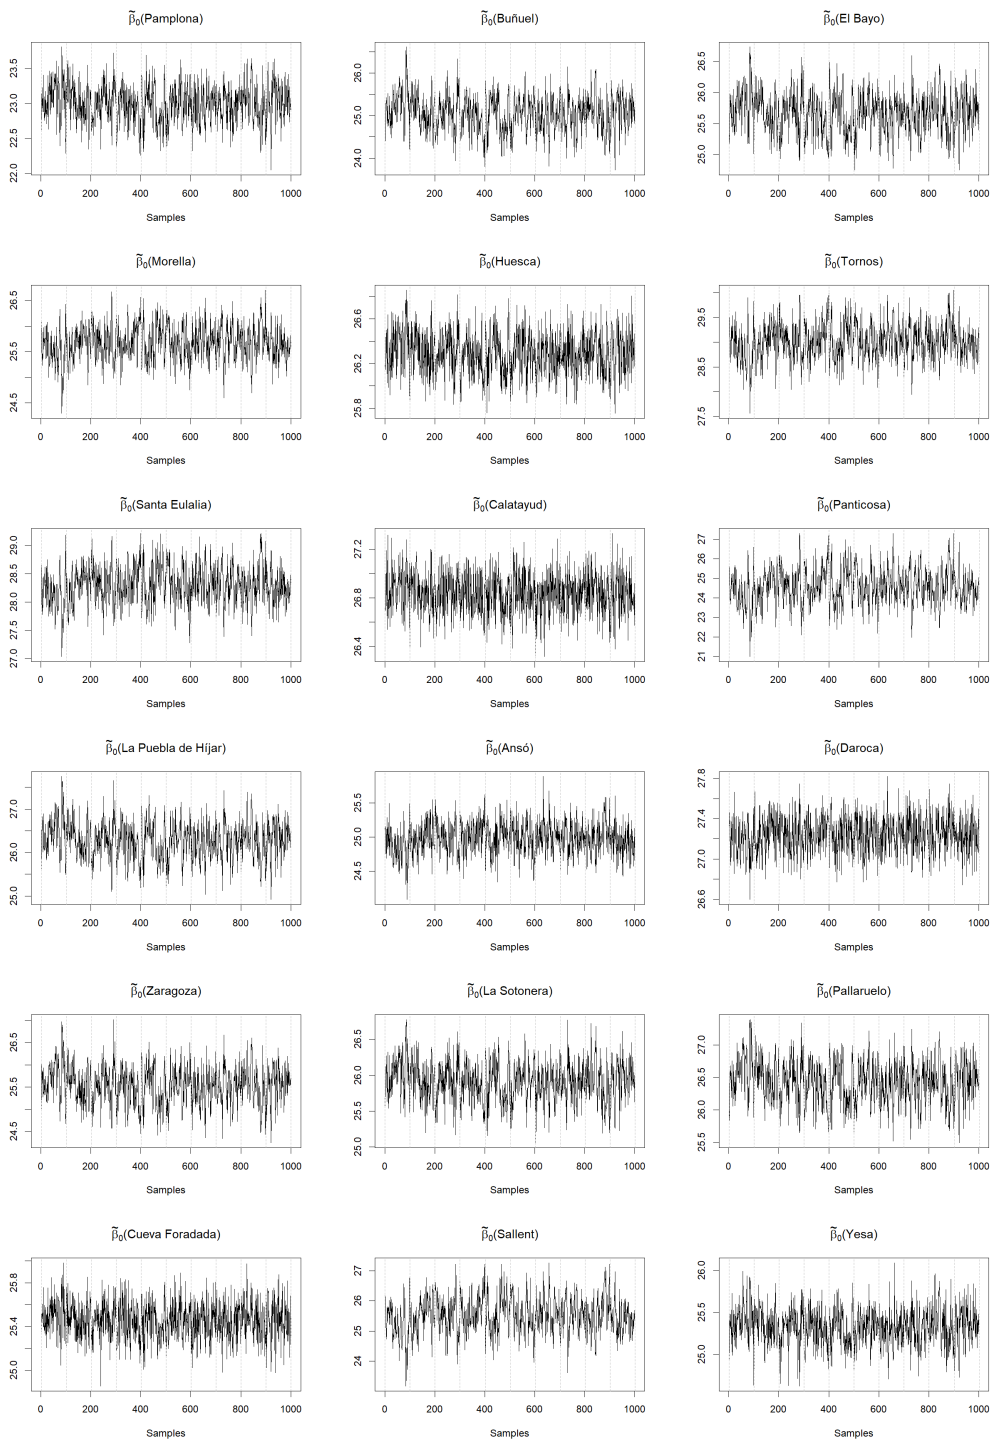 β̃0(Pamplona) β̃0(Buñuel) β̃0(El Bayo)
22.0 22.5 23.0 23.5 24.0 25.0 26.0 25.0 25.5 26.0 26.5
0 200 400 600 800 1000 0 200 400 600 800 1000 0 200 400 600 800 1000
Samples Samples Samples
β̃0(Morella) β̃0(Huesca) β̃0(Tornos)
24.5 25.5 26.5 25.8 26.2 26.6 27.5 28.5 29.5
0 200 400 600 800 1000 0 200 400 600 800 1000 0 200 400 600 800 1000
Samples Samples Samples
β̃0(Santa Eulalia) β̃0(Calatayud) β̃0(Panticosa)
27.0 27.5 28.0 28.5 29.0 26.4 26.8 27.2 21 22 23 24 25 26 27
0 200 400 600 800 1000 0 200 400 600 800 1000 0 200 400 600 800 1000
Samples Samples Samples
β̃0(La Puebla de Híjar) β̃0(Ansó) β̃0(Daroca)
25.0 26.0 27.0 24.5 25.0 25.5 26.6 27.0 27.4 27.8
0 200 400 600 800 1000 0 200 400 600 800 1000 0 200 400 600 800 1000
Samples Samples Samples
β̃0(Zaragoza) β̃0(La Sotonera) β̃0(Pallaruelo)
24.5 25.5 26.5 25.0 25.5 26.0 26.5 25.5 26.0 26.5 27.0
0 200 400 600 800 1000 0 200 400 600 800 1000 0 200 400 600 800 1000
Samples Samples Samples
β̃0(Cueva Foradada) β̃0(Sallent) β̃0(Yesa)
25.0 25.4 25.8 24 25 26 27 25.0 25.5 26.0
0 200 400 600 800 1000 0 200 400 600 800 1000 0 200 400 600 800 1000
Samples Samples Samples